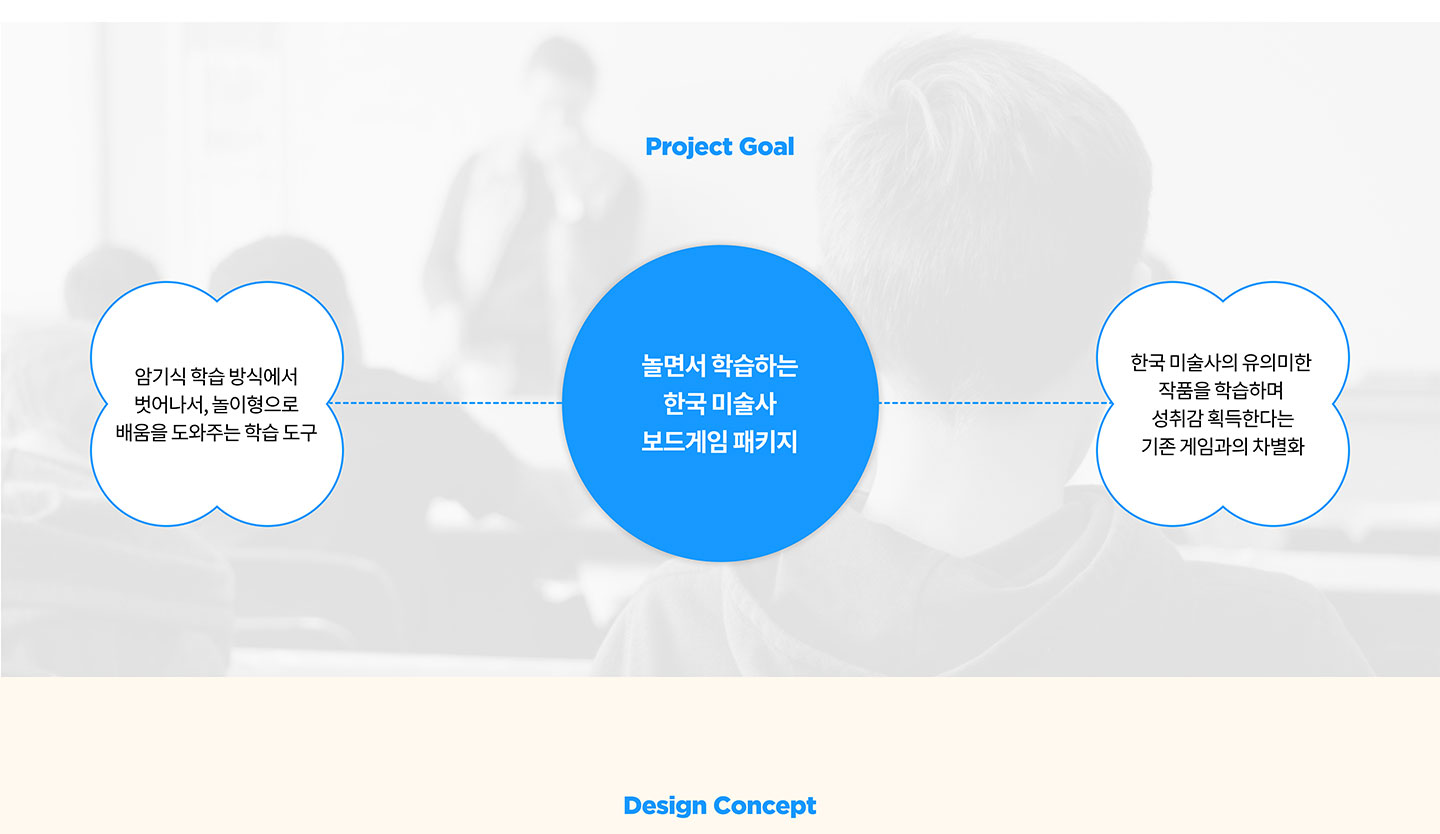 Project Goal
암기식 학습 방식에서
벗어나서, 놀이형으로
배움을 도와주는 학습 도구
놀면서 학습하는
한국 미술사
보드게임 패키지
한국 미술사의 유의미한
작품을 학습하며
성취감 획득한다는
기존 게임과의 차별화
Design Concept